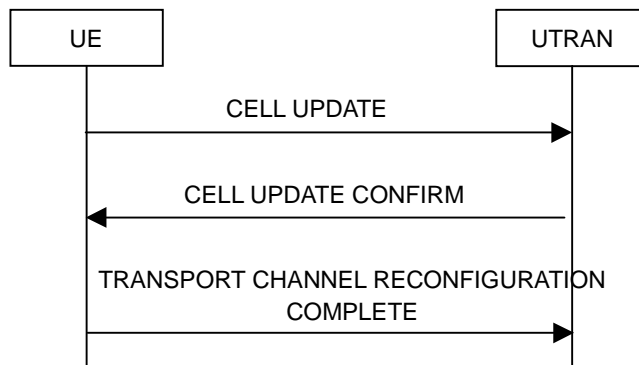 UE
UTRAN
CELL UPDATE
CELL UPDATE CONFIRM
TRANSPORT CHANNEL RECONFIGURATION
COMPLETE